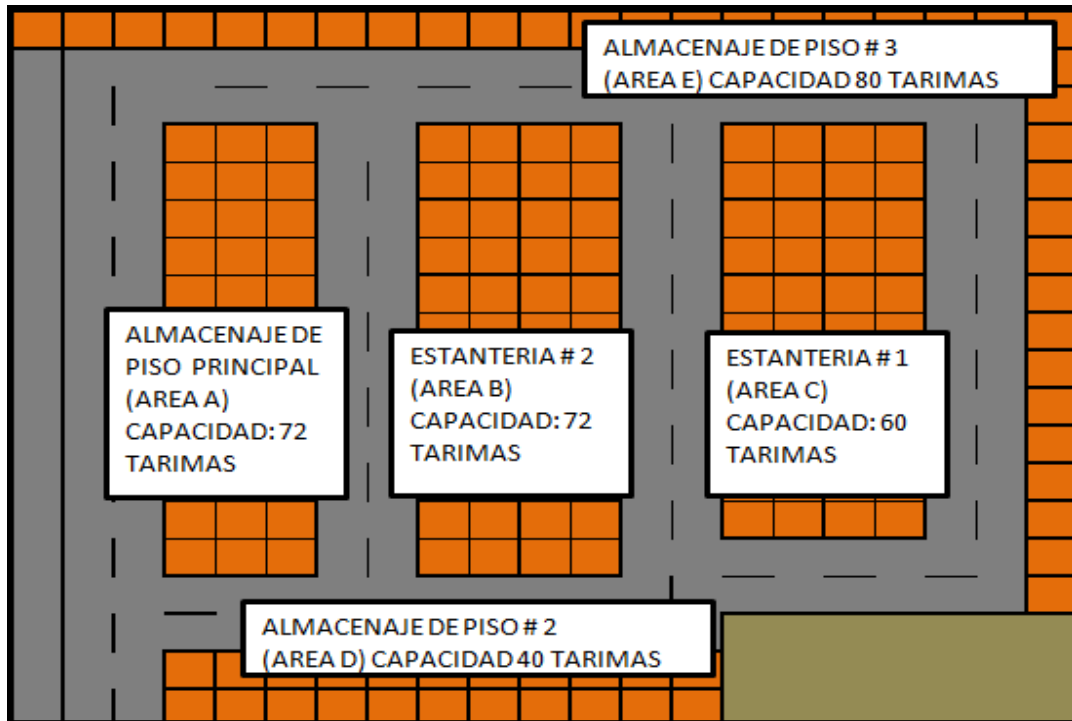 ALMACENAJE DE PISO # 3
(AREA E) CAPACIDAD 80 TARIMAS
ALMACENAJE DE
PISO PRINCIPAL
(AREA A)
CAPACIDAD: 72
TARIMAS
ESTANTERIA # 2
(AREA B)
CAPACIDAD: 72
TARIMAS
ESTANTERIA # 1
(AREA C)
CAPACIDAD: 60
TARIMAS
ALMACENAJE DE PISO # 2
(AREA D) CAPACIDAD 40 TARIMAS